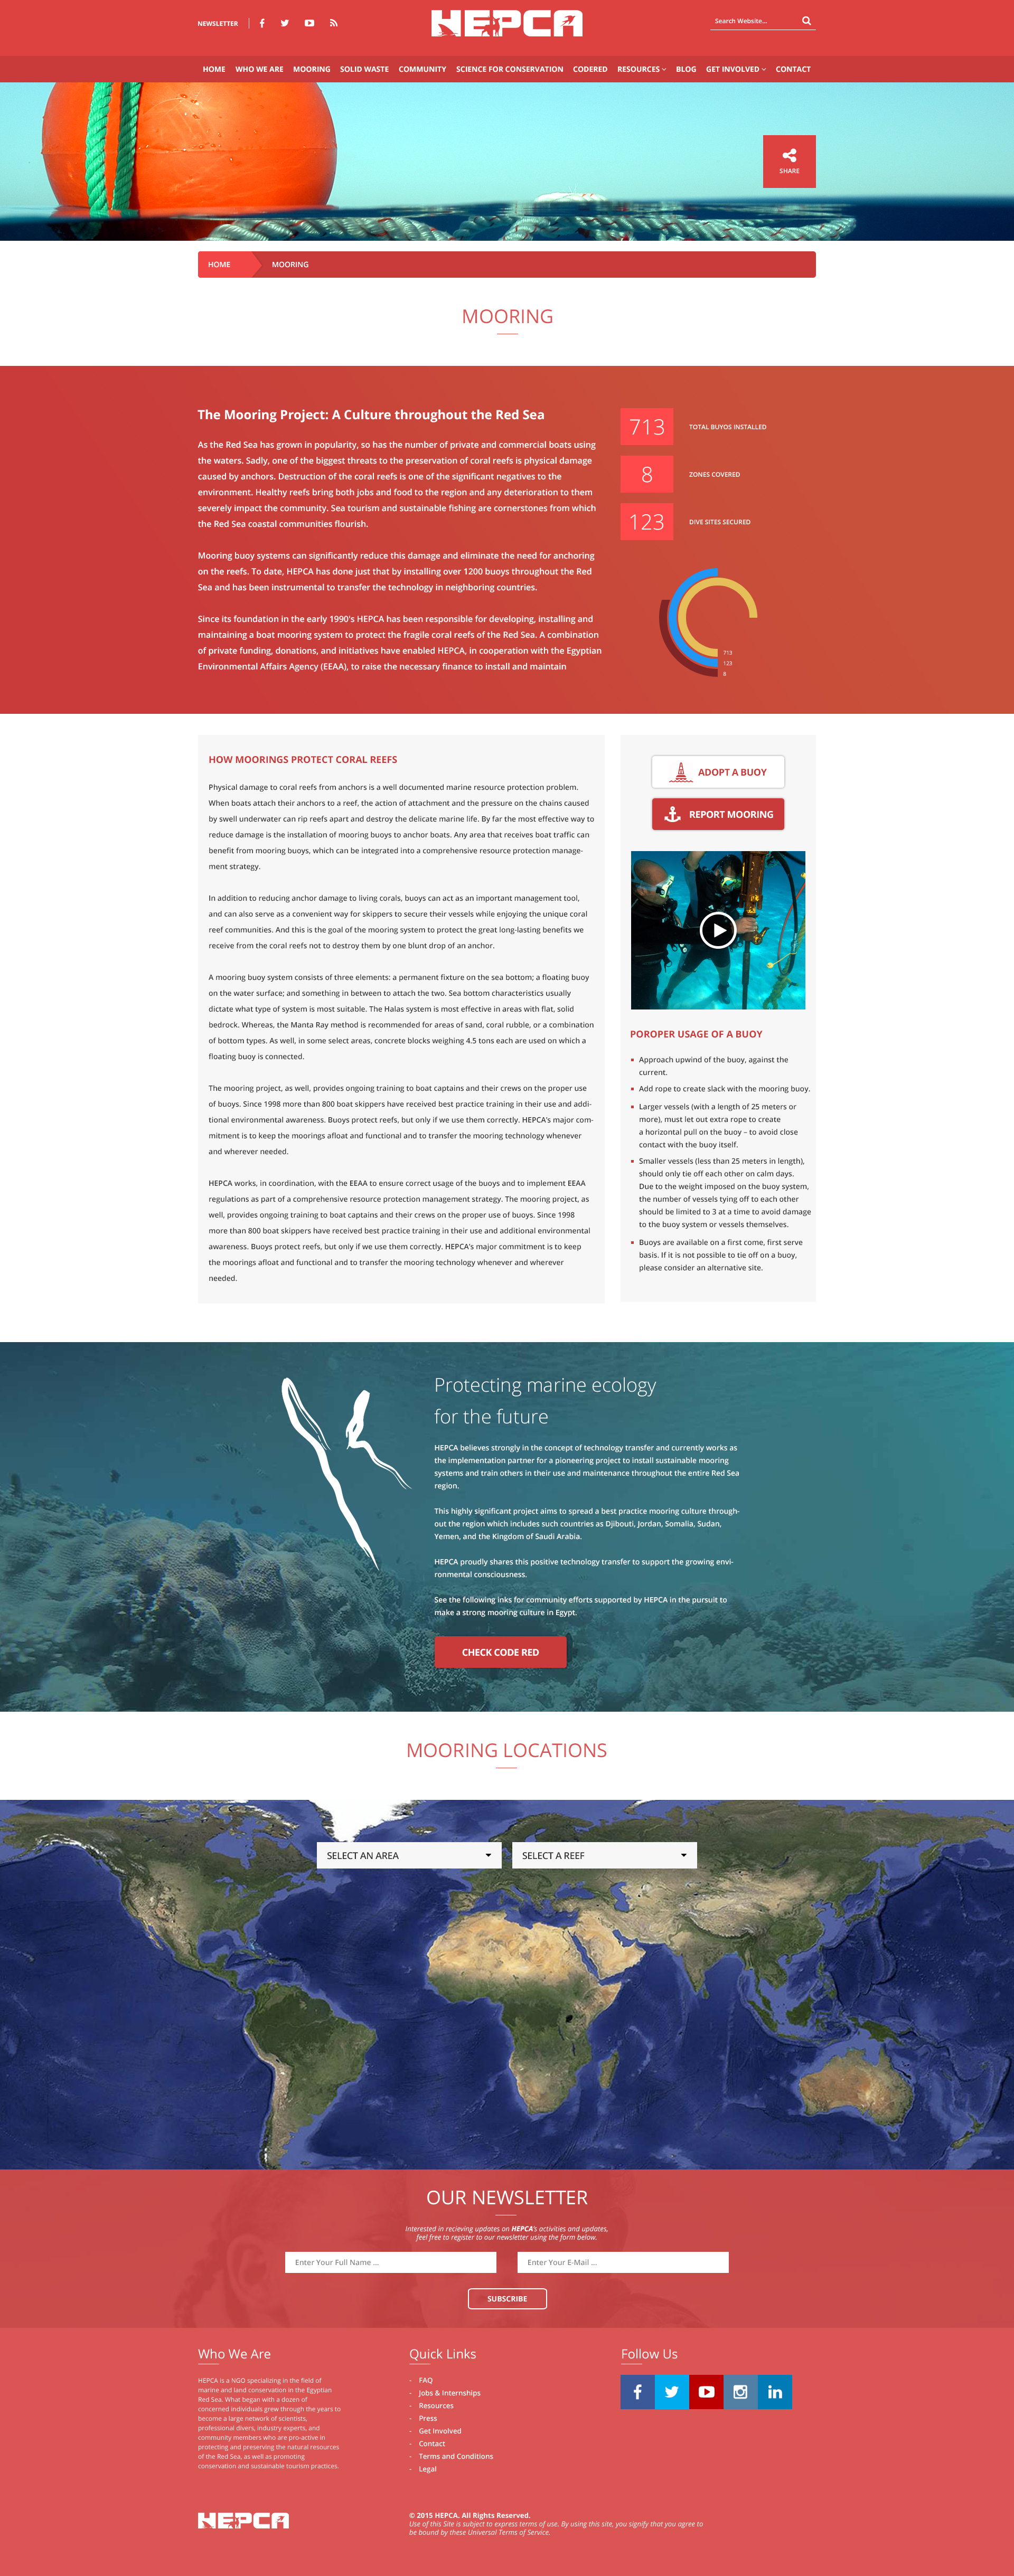 NEWSLETTER
HEPCA
Search Website...
HOME WHO WE ARE MOORING SOLID WASTE COMMUNITY SCIENCE FOR CONSERVATION CODERED RESOURCES BLOG GET INVOLVED CONTACT
SHARE
HOME MOORING
MOORING
The Mooring Project: A Culture throughout the Red Sea
As the Red Sea has grown in popularity, so has the number of private and commercial boats using
the waters. Sadly, one of the biggest threats to the preservation of coral reefs is physical damage
caused by anchors. Destruction of the coral reefs is one of the significant negatives to the
environment. Healthy reefs bring both jobs and food to the region and any deterioration to them
severely impact the community. Sea tourism and sustainable fishing are cornerstones from which
the Red Sea coastal communities flourish.
Mooring buoy systems can significantly reduce this damage and eliminate the need for anchoring
on the reefs. To date, HEPCA has done just that by installing over 1200 buoys throughout the Red
Sea and has been instrumental to transfer the technology in neighboring countries.
Since its foundation in the early 1990's HEPCA has been responsible for developing, installing and
maintaining a boat mooring system to protect the fragile coral reefs of the Red Sea. A combination
of private funding, donations, and initiatives have enabled HEPCA, in cooperation with the Egyptian
Environmental Affairs Agency (EEAA), to raise the necessary finance to install and maintain
713 TOTAL BUYOS INSTALLED
8 ZONES COVERED
123 DIVE SITES SECURED
713
123
8
HOW MOORINGS PROTECT CORAL REEFS
Physical damage to coral reefs from anchors is a well documented marine resource protection problem.
When boats attach their anchors to a reef, the action of attachment and the pressure on the chains caused
by swell underwater can rip reefs apart and destroy the delicate marine life. By far the most effective way to
reduce damage is the installation of mooring buoys to anchor boats. Any area that receives boat traffic can
benefit from mooring buoys, which can be integrated into a comprehensive resource protection manage-
ment strategy.
In addition to reducing anchor damage to living corals, buoys can act as an important management tool,
and can also serve as a convenient way for skippers to secure their vessels while enjoying the unique coral
reef communities. And this is the goal of the mooring system to protect the great long-lasting benefits we
receive from the coral reefs not to destroy them by one blunt drop of an anchor.
A mooring buoy system consists of three elements: a permanent fixture on the sea bottom; a floating buoy
on the water surface; and something in between to attach the two. Sea bottom characteristics usually
dictate what type of system is most suitable. The Halas system is most effective in areas with flat, solid
bedrock. Whereas, the Manta Ray method is recommended for areas of sand, coral rubble, or a combination
of bottom types. As well, in some select areas, concrete blocks weighing 4.5 tons each are used on which a
floating buoy is connected.
The mooring project, as well, provides ongoing training to boat captains and their crews on the proper use
of buoys. Since 1998 more than 800 boat skippers have received best practice training in their use and addi-
tional environmental awareness. Buoys protect reefs, but only if we use them correctly. HEPCA's major com-
mitment is to keep the moorings afloat and functional and to transfer the mooring technology whenever
and wherever needed.
HEPCA works, in coordination, with the EEAA to ensure correct usage of the buoys and to implement EEAA
regulations as part of a comprehensive resource protection management strategy. The mooring project, as
well, provides ongoing training to boat captains and their crews on the proper use of buoys. Since 1998
more than 800 boat skippers have received best practice training in their use and additional environmental
awareness. Buoys protect reefs, but only if we use them correctly. HEPCA's major commitment is to keep
the moorings afloat and functional and to transfer the mooring technology whenever and wherever
needed.
ADOPT A BUOY
REPORT MOORING
POROPER USAGE OF A BUOY
Approach upwind of the buoy, against the
current.
Add rope to create slack with the mooring buoy.
Larger vessels (with a length of 25 meters or
more), must let out extra rope to create
a horizontal pull on the buoy – to avoid close
contact with the buoy itself.
Smaller vessels (less than 25 meters in length),
should only tie off each other on calm days.
Due to the weight imposed on the buoy system,
the number of vessels tying off to each other
should be limited to 3 at a time to avoid damage
to the buoy system or vessels themselves.
Buoys are available on a first come, first serve
basis. If it is not possible to tie off on a buoy,
please consider an alternative site.
Protecting marine ecology
for the future
HEPCA believes strongly in the concept of technology transfer and currently works as
the implementation partner for a pioneering project to install sustainable mooring
systems and train others in their use and maintenance throughout the entire Red Sea
region.
This highly significant project aims to spread a best practice mooring culture through-
out the region which includes such countries as Djibouti, Jordan, Somalia, Sudan,
Yemen, and the Kingdom of Saudi Arabia.
HEPCA proudly shares this positive technology transfer to support the growing envi-
ronmental consciousness.
See the following inks for community efforts supported by HEPCA in the pursuit to
make a strong mooring culture in Egypt.
CHECK CODE RED
MOORING LOCATIONS
SELECT AN AREA SELECT A REEF
OUR NEWSLETTER
Interested in recieving updates on HEPCA's activities and updates,
feel free to register to our newsletter using the form below.
Enter Your Full Name ... Enter Your E-Mail ...
SUBSCRIBE
Who We Are
HEPCA is a NGO specializing in the field of
marine and land conservation in the Egyptian
Red Sea. What began with a dozen of
concerned individuals grew through the years to
become a large network of scientists,
professional divers, industry experts, and
community members who are pro-active in
protecting and preserving the natural resources
of the Red Sea, as well as promoting
conservation and sustainable tourism practices.
Quick Links
- FAQ
- Jobs & Internships
- Resources
- Press
- Get Involved
- Contact
- Terms and Conditions
- Legal
Follow Us
HEPCA
© 2015 HEPCA. All Rights Reserved.
Use of this Site is subject to express terms of use. By using this site, you signify that you agree to
be bound by these Universal Terms of Service.